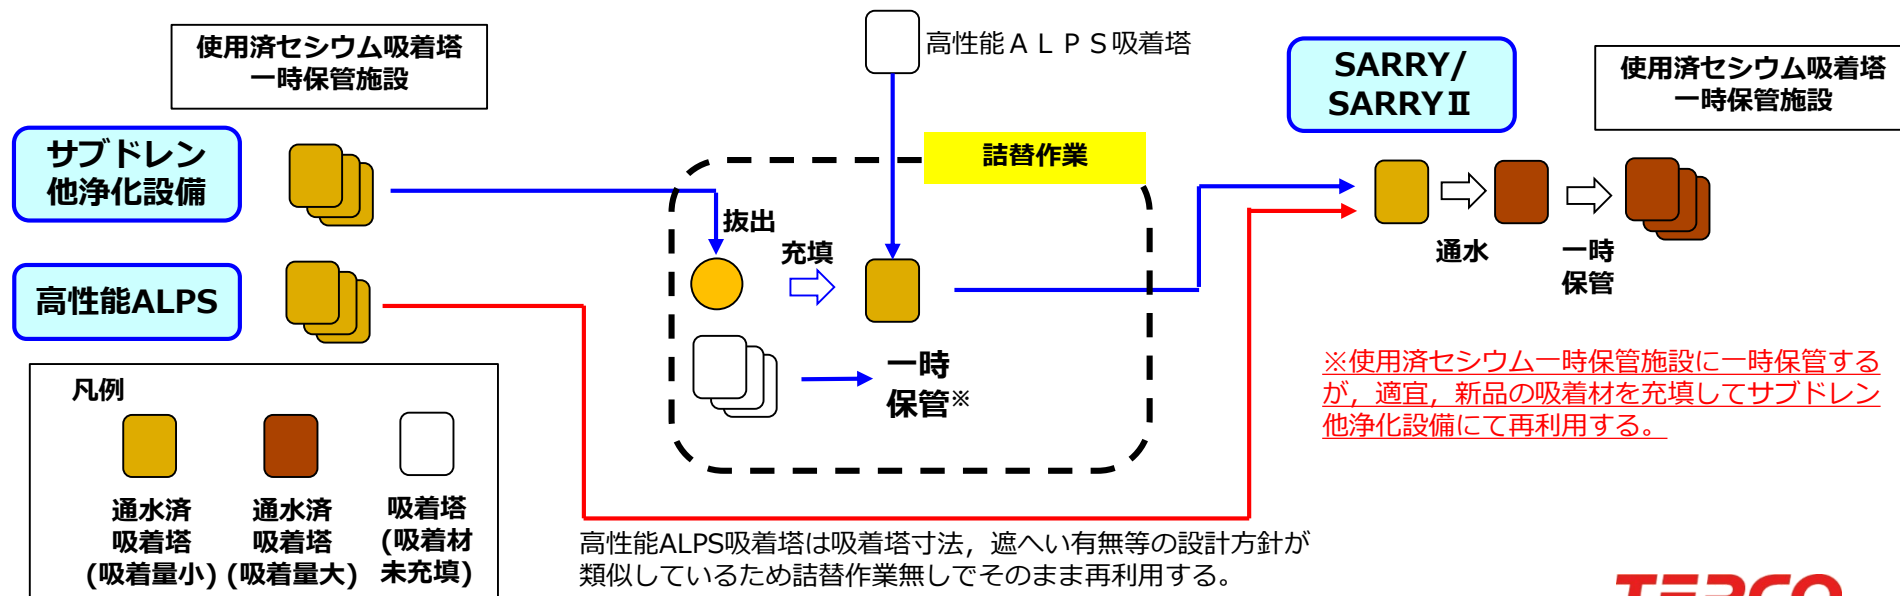 使用済セシウム吸着塔
一時保管施設
高性能ＡＬＰＳ吸着塔
SARRY/
SARRYⅡ
使用済セシウム吸着塔
一時保管施設
サブドレン
他浄化設備
詰替作業
抜出
充填
通水
一時
保管
高性能ALPS
一時
保管※
※使用済セシウム一時保管施設に一時保管する
が，適宜，新品の吸着材を充填してサブドレン
他浄化設備にて再利用する。
凡例
通水済
吸着塔
(吸着量小)
通水済
吸着塔
(吸着量大)
吸着塔
(吸着材
未充填)
高性能ALPS吸着塔は吸着塔寸法，遮へい有無等の設計方針が
類似しているため詰替作業無しでそのまま再利用する。
TEPCO